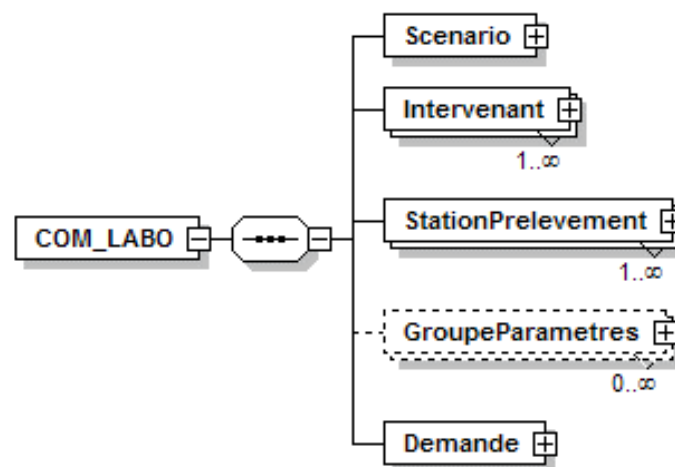 Scenario
Intervenant
1..∞
StationPrelevement
1..∞
COM_LABO
GroupeParametres
0..∞
Demande